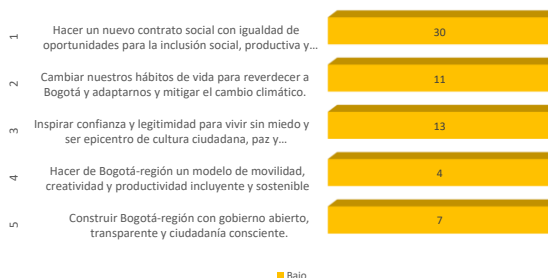 1
Hacer un nuevo contrato social con igualdad de
oportunidades para la inclusión social, productiva y…
30
2
Cambiar nuestros hábitos de vida para reverdecer a
Bogotá y adaptarnos y mitigar el cambio climático.
11
3
Inspirar confianza y legitimidad para vivir sin miedo y
ser epicentro de cultura ciudadana, paz y…
13
4
Hacer de Bogotá-región un modelo de movilidad,
creatividad y productividad incluyente y sostenible
4
5
Construir Bogotá-región con gobierno abierto,
transparente y ciudadanía consciente.
7
Bajo